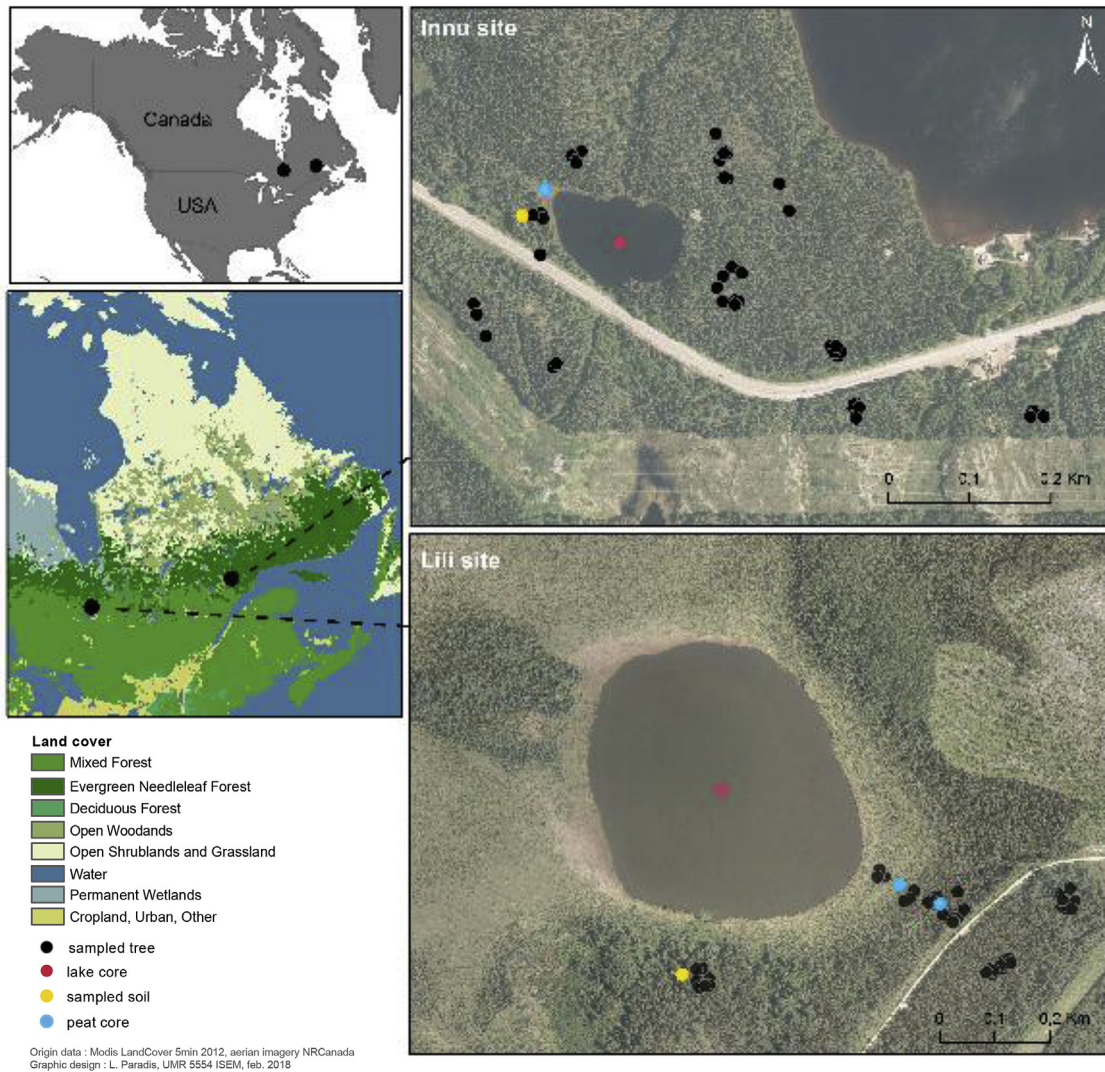 Canada
USA
Innu site
N
0 0,1 0,2 Km
Lili site
0 0,1 0,2 Km
Land cover
Mixed Forest
Evergreen Needleleaf Forest
Deciduous Forest
Open Woodands
Open Shrublands and Grassland
Water
Permanent Wetlands
Cropland, Urban, Other
sampled tree
lake core
sampled soil
peat core
Origin data : Modis LandCover 5min 2012, aerian imagery NRCanada
Graphic design : L. Paradis, UMR 5554 ISEM, feb. 2018